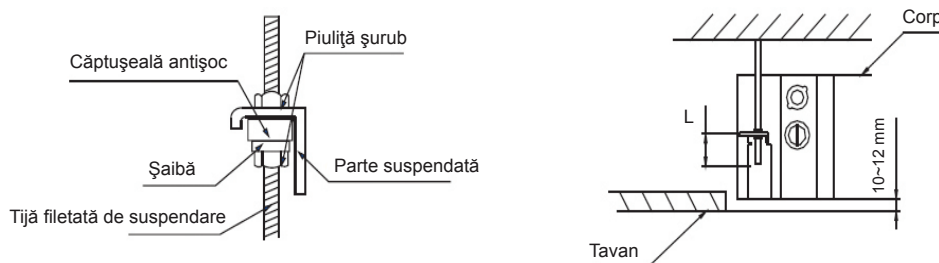 Piuliţă şurub
Căptuşeală antişoc
Şaibă
Parte suspendată
Tijă filetată de suspendare
Corp
L
10~12 mm
Tavan